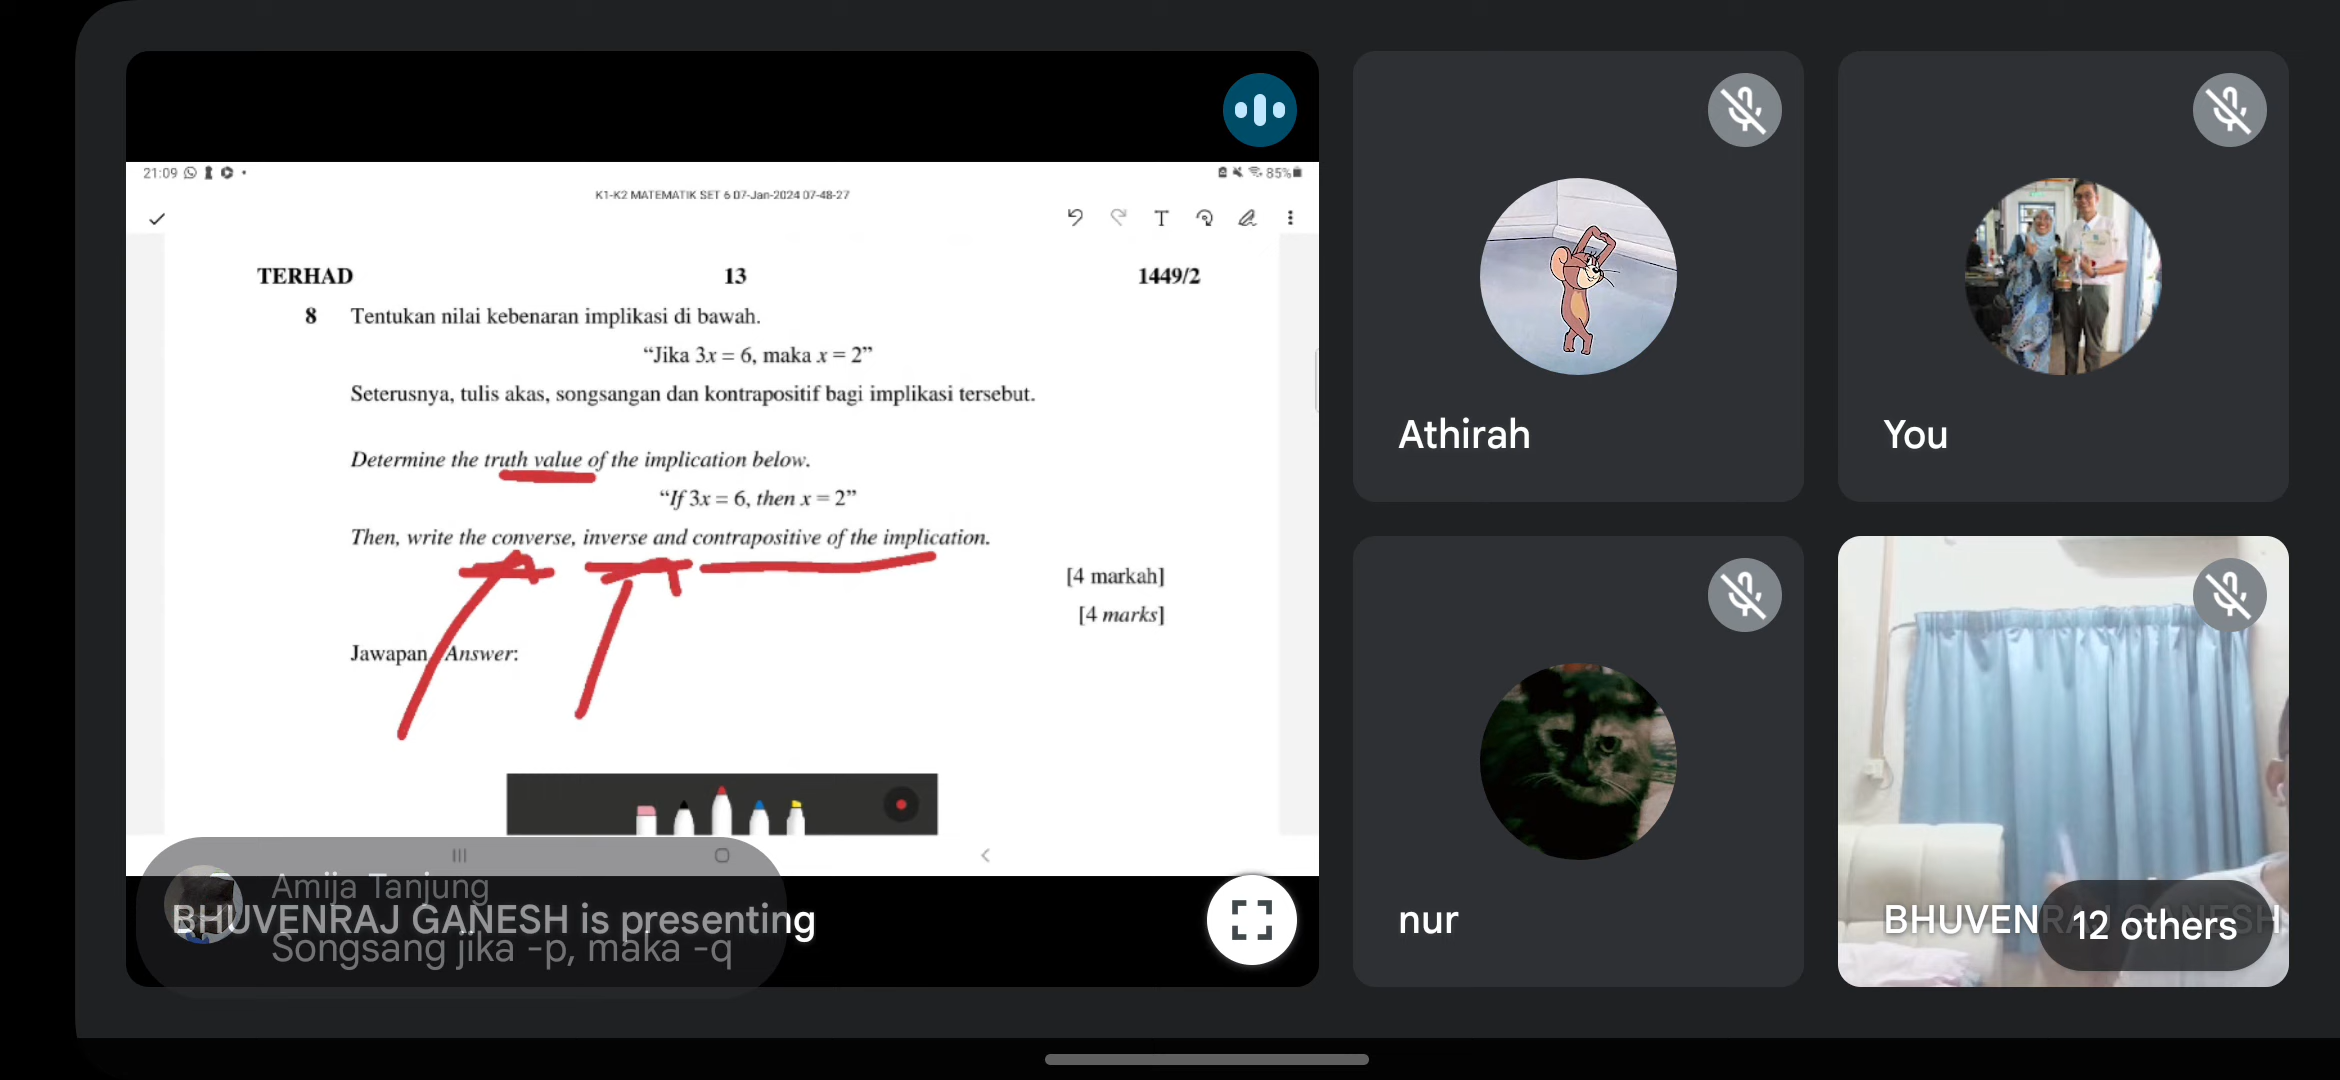 21:09
85%
K1-K2 MATEMATIK SET 6 07-Jan-2024 07-48-27
T
TERHAD 13 1449/2
8 Tentukan nilai kebenaran implikasi di bawah.
“Jika 3x = 6, maka x = 2”
Seterusnya, tulis akas, songsangan dan kontrapositif bagi implikasi tersebut.
Determine the truth value of the implication below.
“If 3x = 6, then x = 2”
Then, write the converse, inverse and contrapositive of the implication.
[4 markah]
[4 marks]
Jawapan Answer:
Amija Tanjung
BHUVENRAJ GANESH is presenting
Songsang jika -p, maka -q
Athirah
You
nur
BHUVENRAJ GANESH
12 others